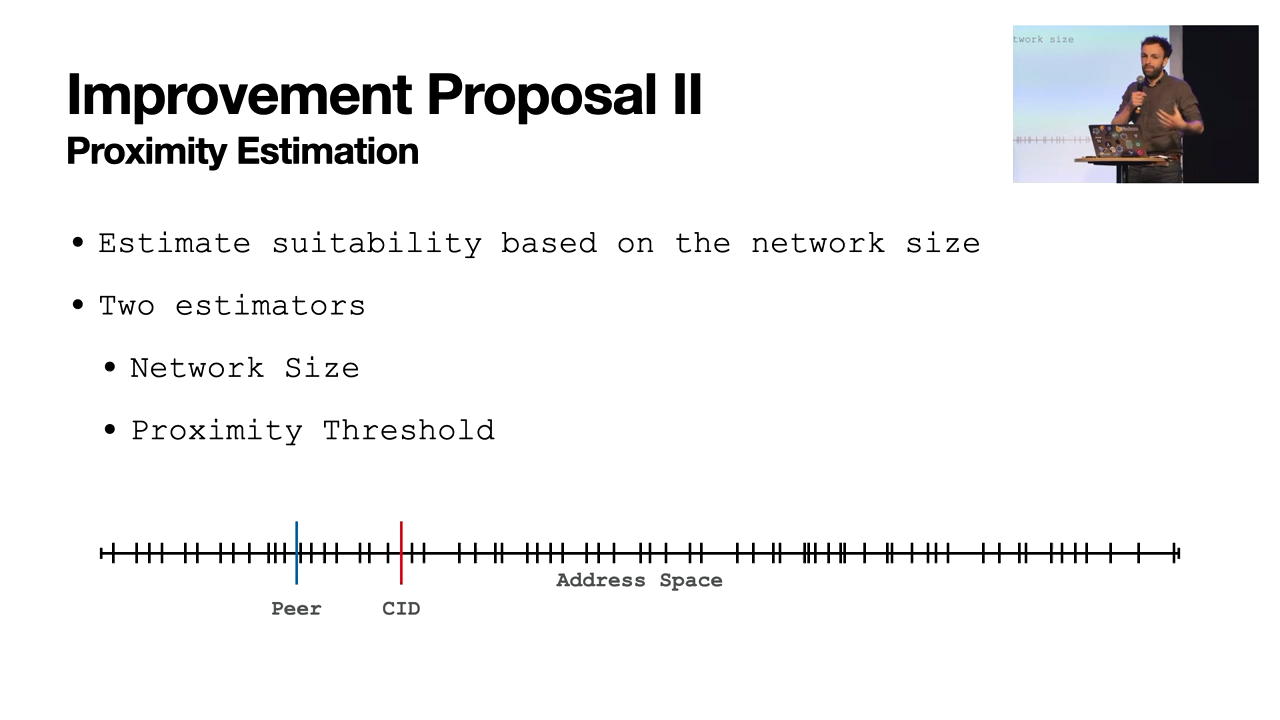 Improvement Proposal II
Proximity Estimation
twork size
• Estimate suitability based on the network size
• Two estimators
• Network Size
• Proximity Threshold
Address Space
Peer
CID